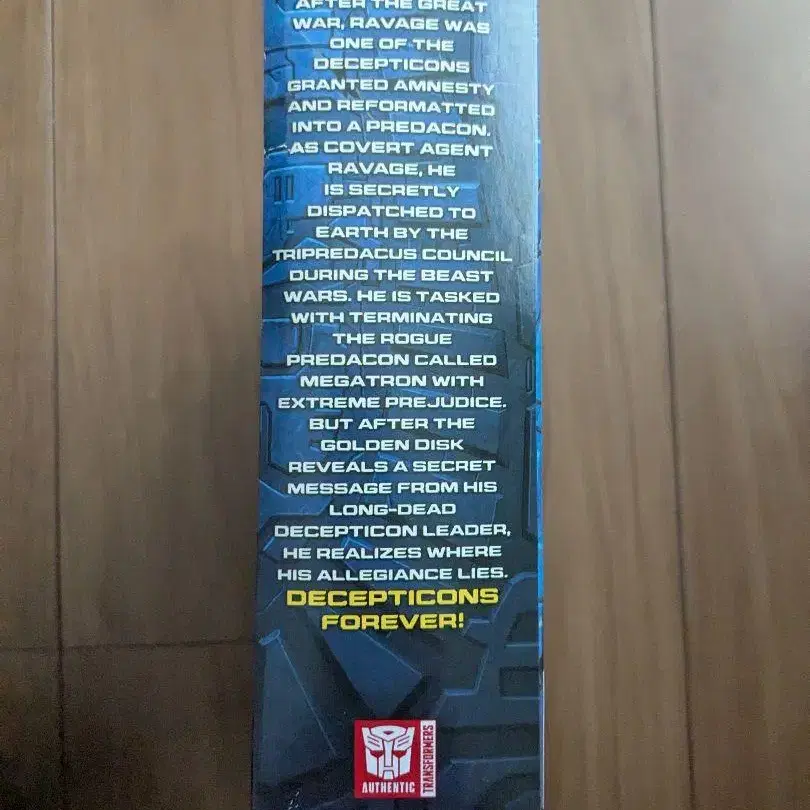 AFTER THE GREAT
WAR, RAVAGE WAS
ONE OF THE
DECEPTICONS
GRANTED AMNESTY
AND REFORMATTED
INTO A PREDACON.
AS COVERT AGENT
RAVAGE, HE
IS SECRETLY
DISPATCHED TO
EARTH BY THE
TRIPREDACUS COUNCIL
DURING THE BEAST
WARS. HE IS TASKED
WITH TERMINATING
THE ROGUE
PREDACON CALLED
MEGATRON WITH
EXTREME PREJUDICE.
BUT AFTER THE
GOLDEN DISK
REVEALS A SECRET
MESSAGE FROM HIS
LONG-DEAD
DECEPTICON LEADER,
HE REALIZES WHERE
HIS ALLEGIANCE LIES.
DECEPTICONS
FOREVER!
AUTHENTIC
TRANSFORMERS